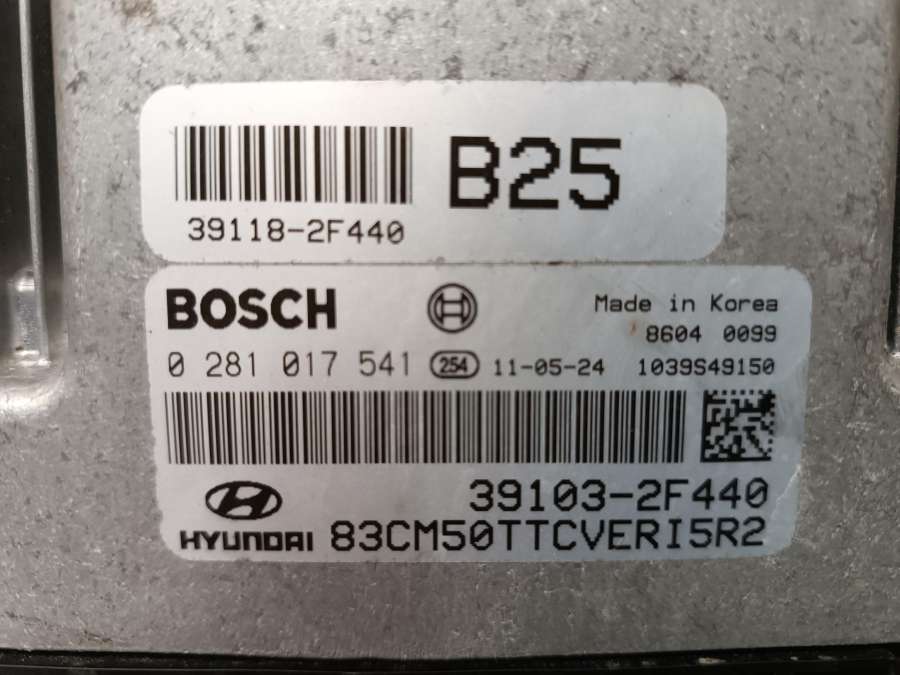 B25
39118-2F440
BOSCH
Made in Korea
8604 0099
0 281 017 541 254 11-05-24 1039S49150
39103-2F440
HYUNDAI 83CM50TTCVERI5R2